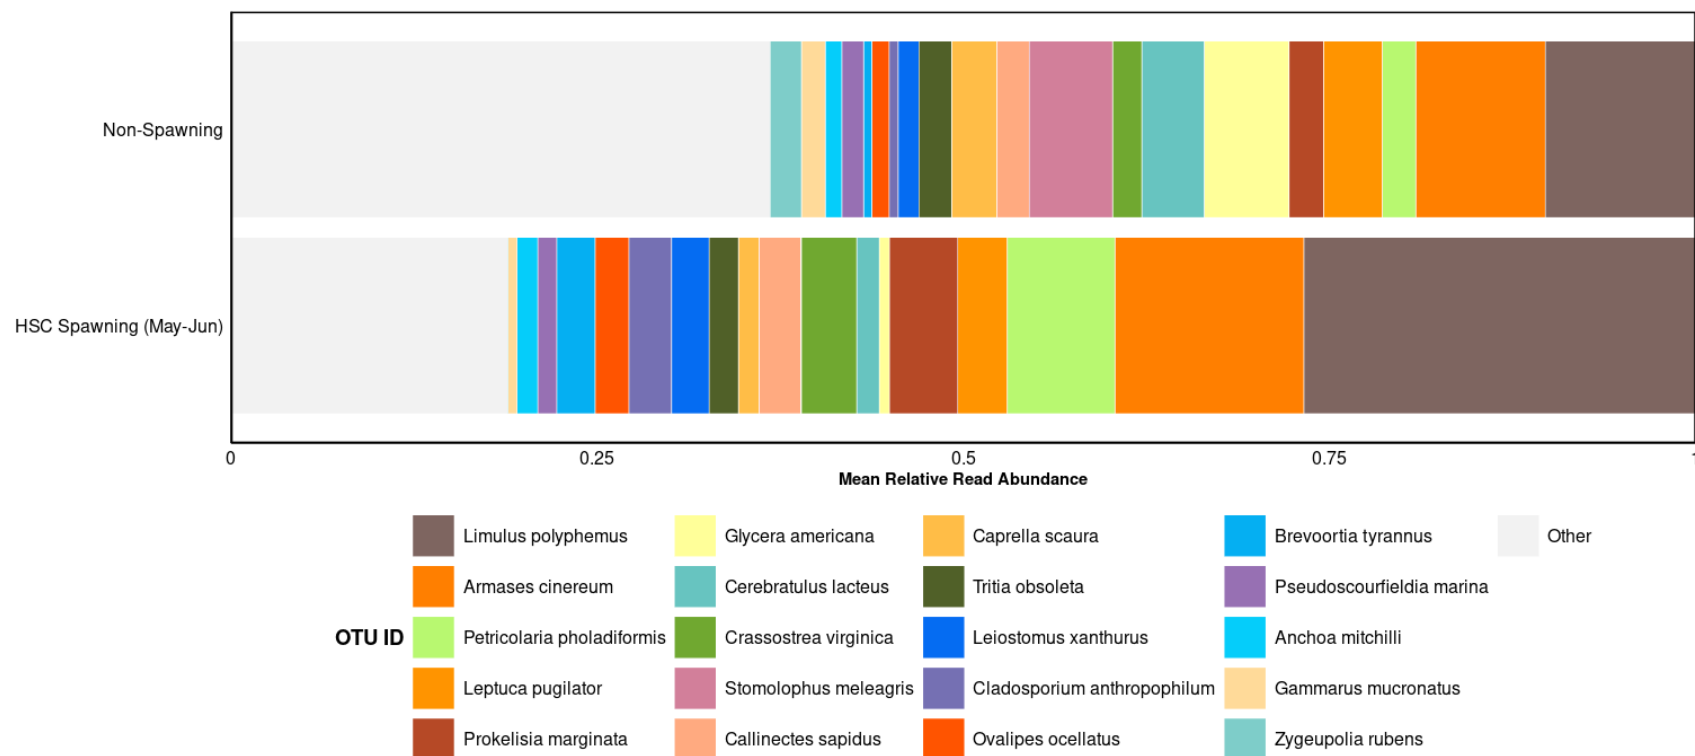 Non-Spawning
HSC Spawning (May-Jun)
0 0.25 0.5 0.75
Mean Relative Read Abundance
OTU ID
Limulus polyphemus
Armases cinereum
Petricolaria pholadiformis
Leptuca pugilator
Prokelisia marginata
Glycera americana
Cerebratulus lacteus
Crassostrea virginica
Stomolophus meleagris
Callinectes sapidus
Caprella scaura
Tritia obsoleta
Leiostomus xanthurus
Cladosporium anthropophilum
Ovalipes ocellatus
Brevoortia tyrannus
Pseudoscourfieldia marina
Anchoa mitchilli
Gammarus mucronatus
Zygeupolia rubens
Other